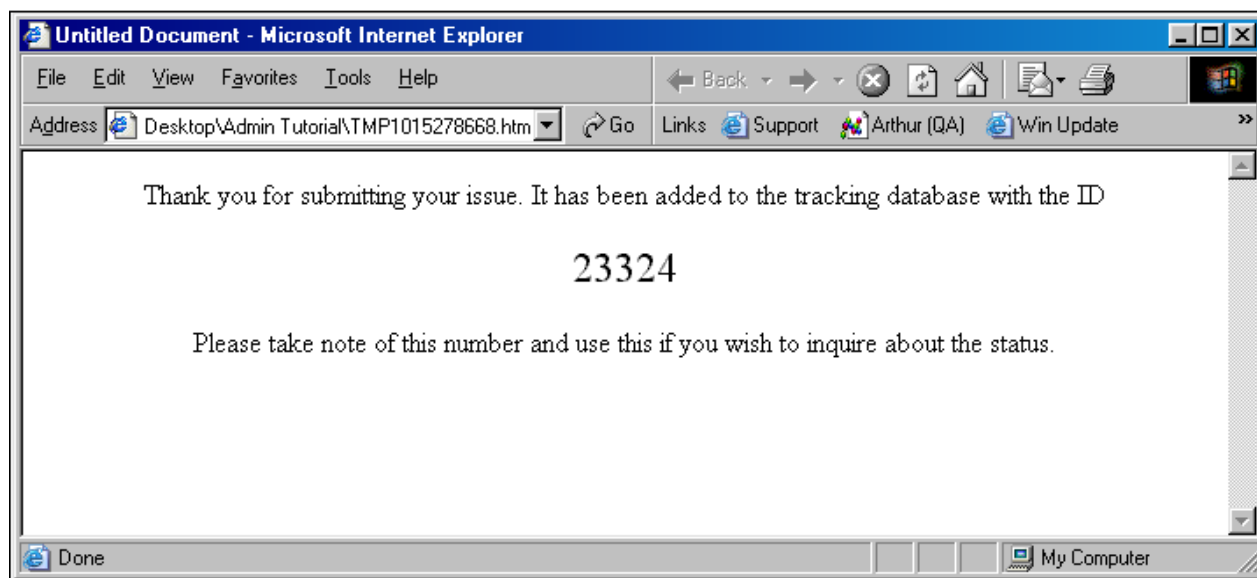 Untitled Document - Microsoft Internet Explorer
File Edit View Favorites Tools Help Back
Address Desktop\Admin Tutorial\TMP1015278668.htm Go Links Support Arthur (QA) Win Update »
Thank you for submitting your issue. It has been added to the tracking database with the ID
23324
Please take note of this number and use this if you wish to inquire about the status.
Done My Computer